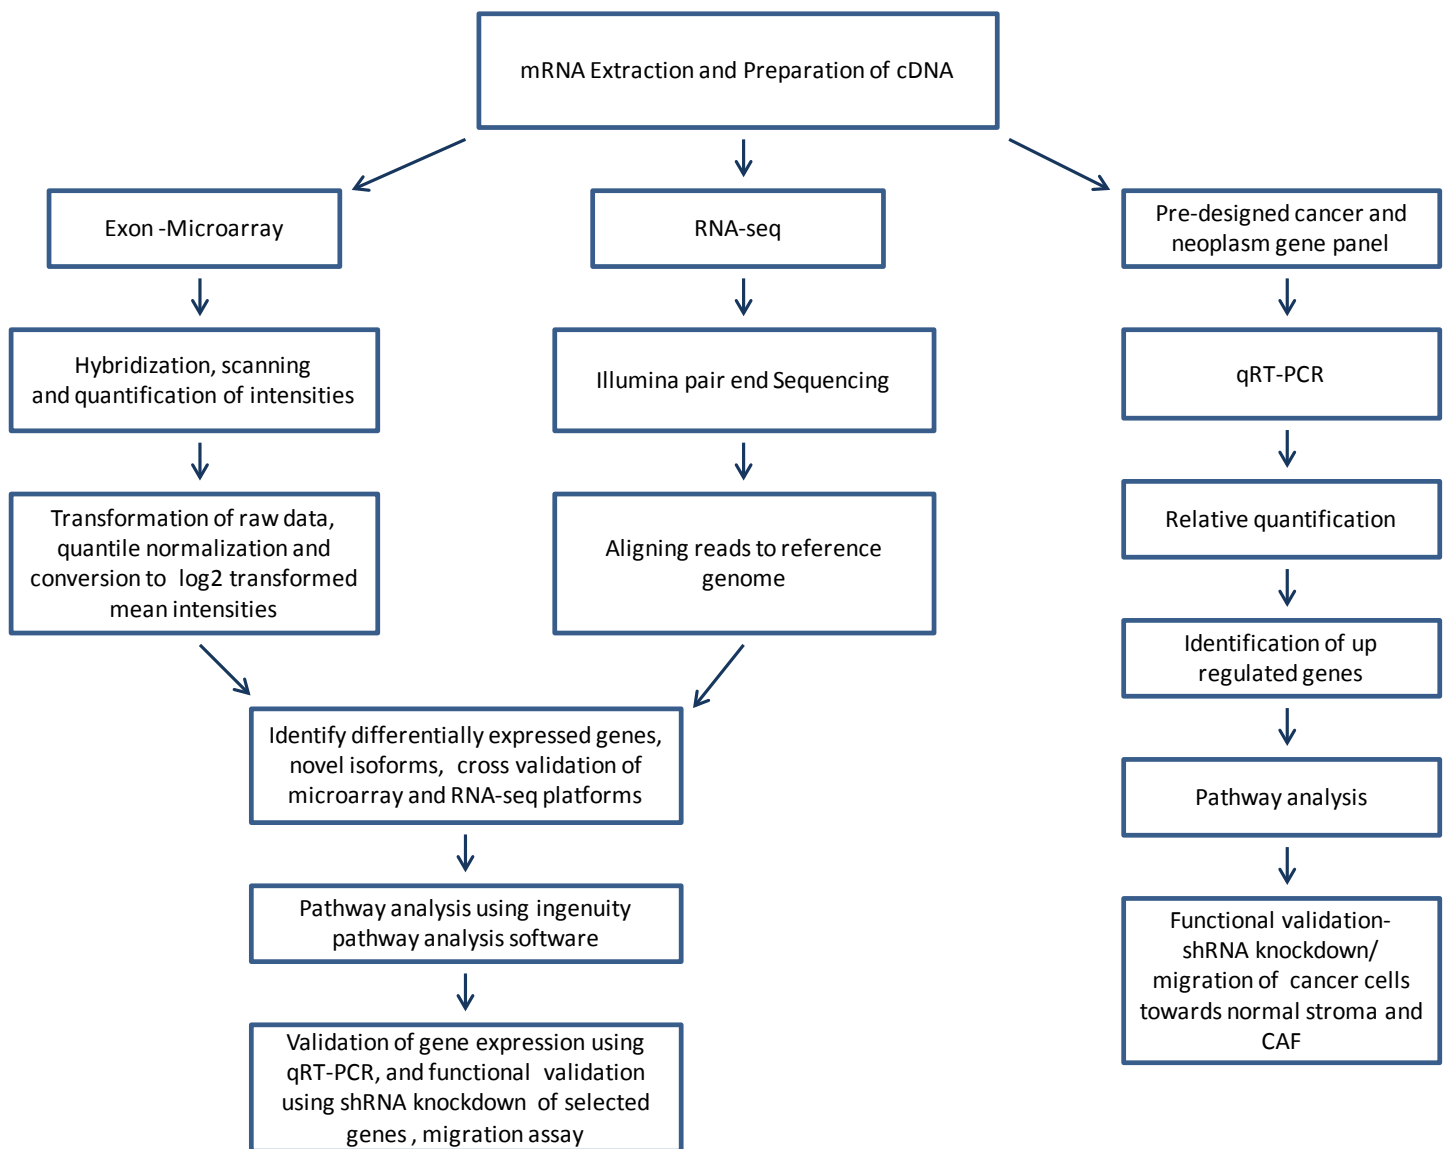 mRNA Extraction and Preparation of cDNA
Exon -Microarray
RNA-seq
Pre-designed cancer and
neoplasm gene panel
Hybridization, scanning
and quantification of intensities
Illumina pair end Sequencing
qRT-PCR
Transformation of raw data,
quantile normalization and
conversion to log2 transformed
mean intensities
Aligning reads to reference
genome
Relative quantification
Identification of up
regulated genes
Identify differentially expressed genes,
novel isoforms, cross validation of
microarray and RNA-seq platforms
Pathway analysis
Pathway analysis using ingenuity
pathway analysis software
Functional validation-
shRNA knockdown/
migration of cancer cells
towards normal stroma and
CAF
Validation of gene expression using
qRT-PCR, and functional validation
using shRNA knockdown of selected
genes , migration assay